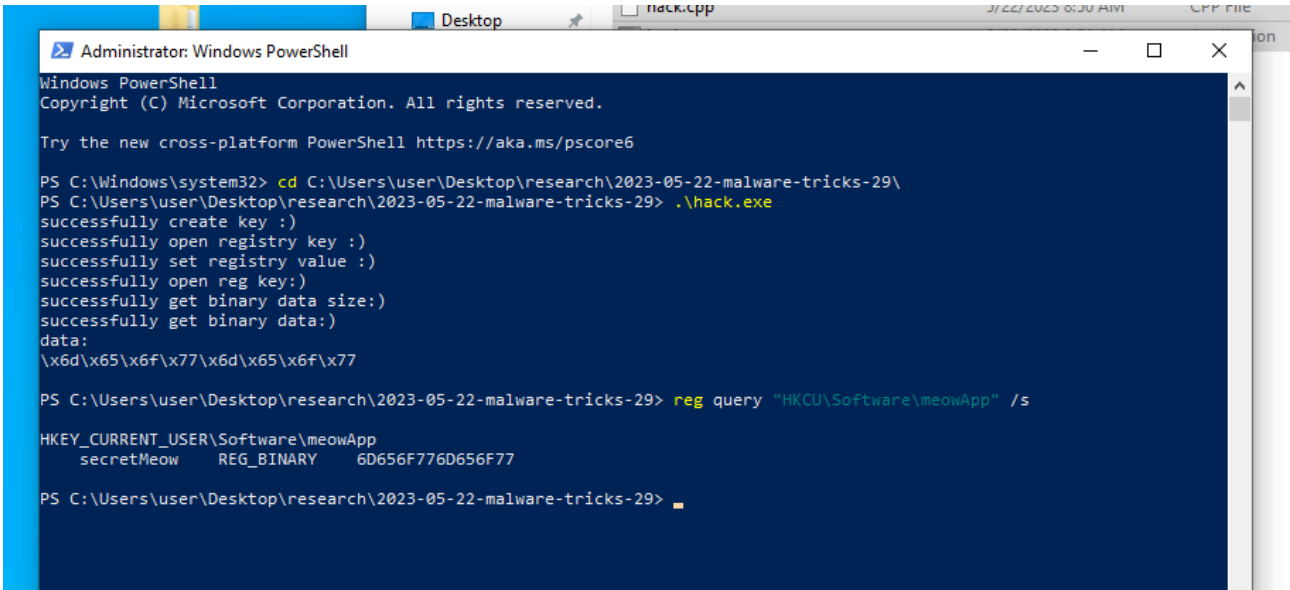 Desktop
hack.cpp
5/22/2023 8:50 AM
CPP File
Administrator: Windows PowerShell
Windows PowerShell
Copyright (C) Microsoft Corporation. All rights reserved.
Try the new cross-platform PowerShell https://aka.ms/pscore6
PS C:\Windows\system32> cd C:\Users\user\Desktop\research\2023-05-22-malware-tricks-29\
PS C:\Users\user\Desktop\research\2023-05-22-malware-tricks-29> .\hack.exe
successfully create key :)
successfully open registry key :)
successfully set registry value :)
successfully open reg key:)
successfully get binary data size:)
successfully get binary data:)
data:
\x6d\x65\x6f\x77\x6d\x65\x6f\x77
PS C:\Users\user\Desktop\research\2023-05-22-malware-tricks-29> reg query "HKCU\Software\meowApp" /s
HKEY_CURRENT_USER\Software\meowApp
secretMeow REG_BINARY 6D656F776D656F77
PS C:\Users\user\Desktop\research\2023-05-22-malware-tricks-29>